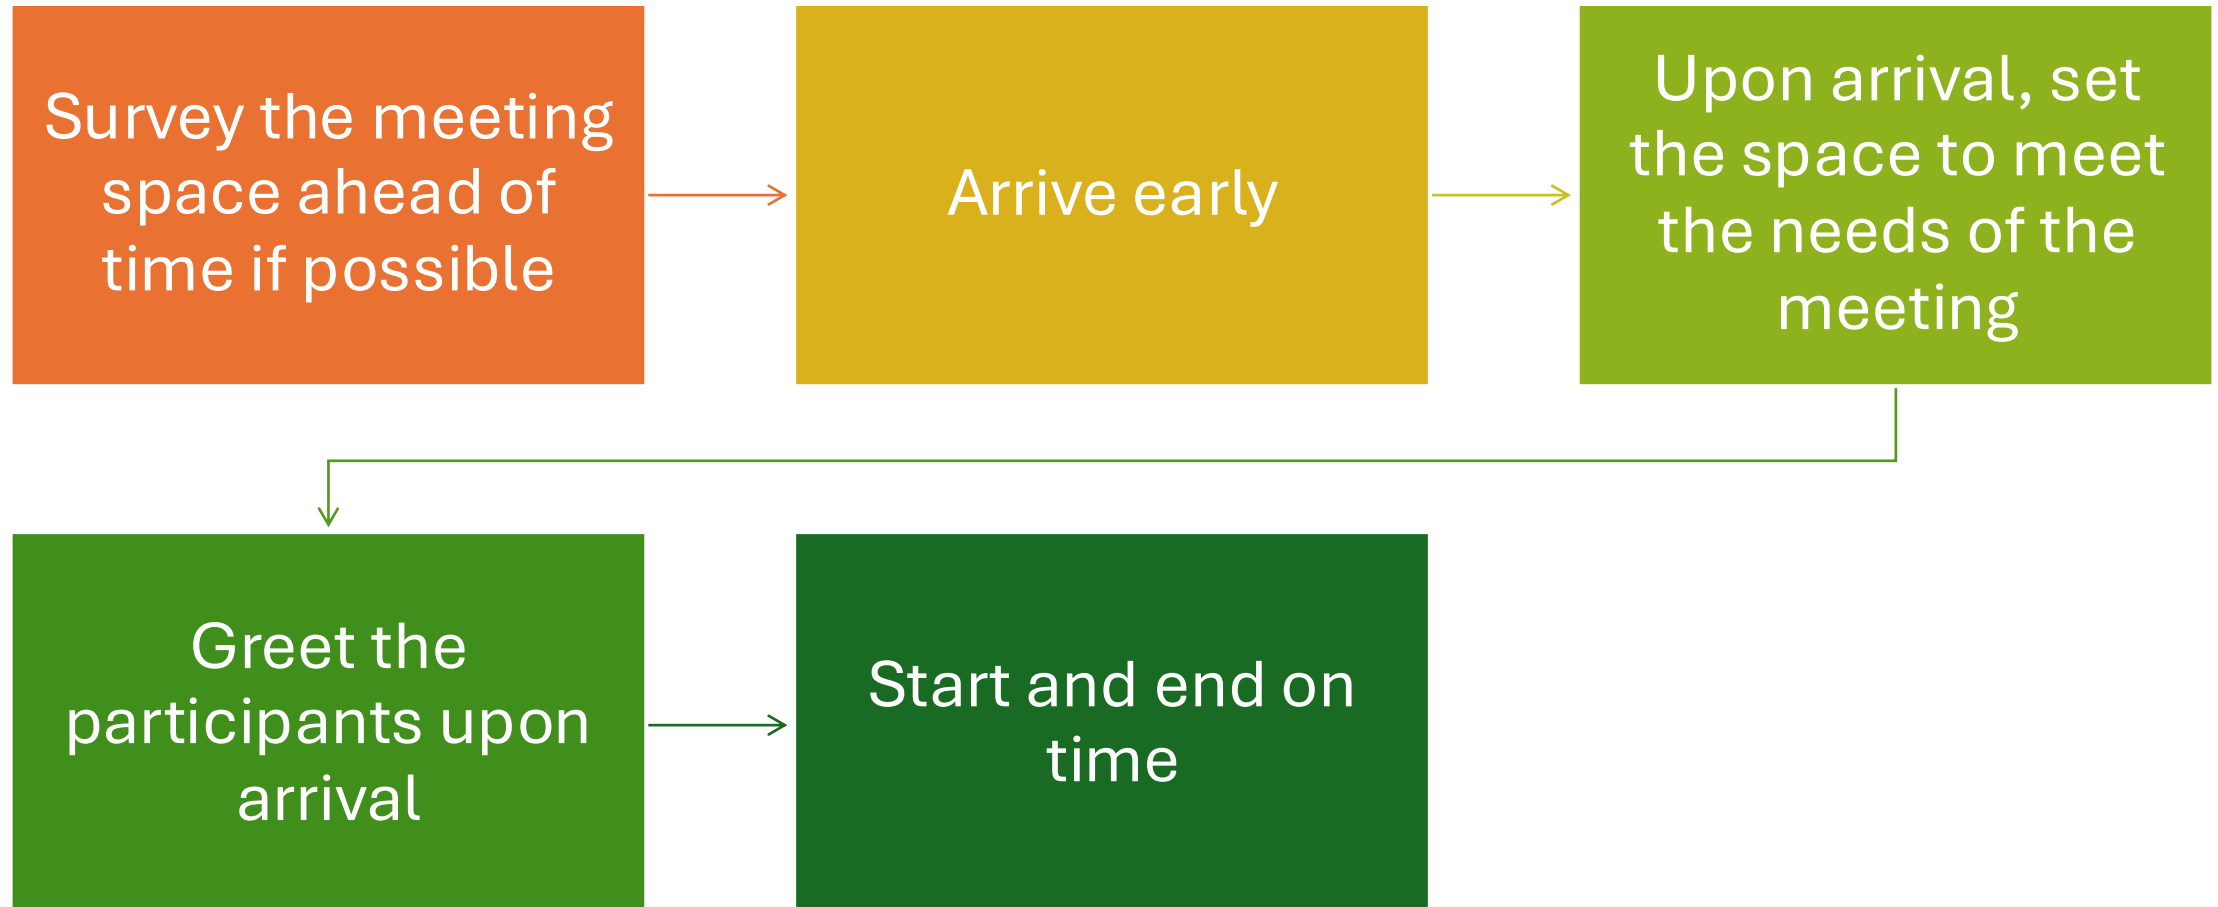 Survey the meeting
space ahead of
time if possible
Arrive early
Upon arrival, set
the space to meet
the needs of the
meeting
Greet the
participants upon
arrival
Start and end on
time